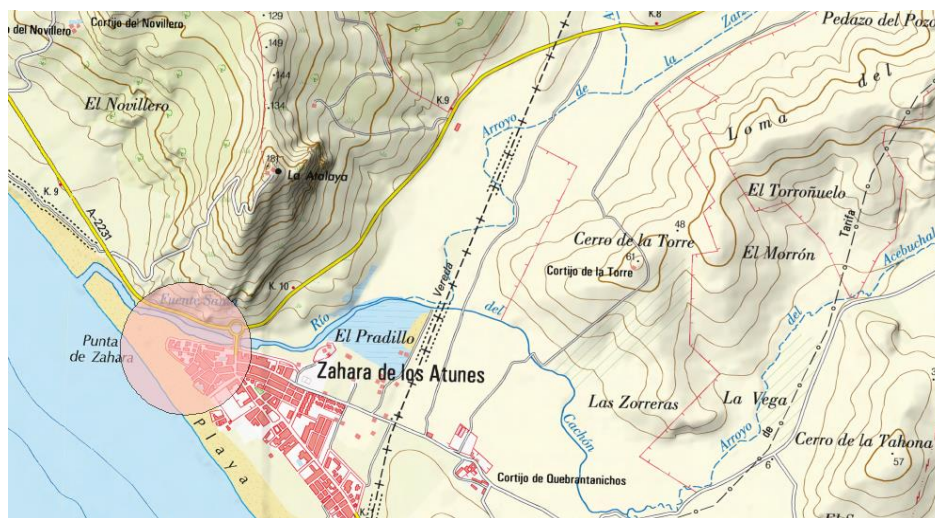 Cortijo del Novillero
del Novillero
129
149
144
134
El Novillero
K. 9
A-2231
181
La Atalaya
K.8
K.9
K. 10
Arroyo de la
Pedazo del Pozo
Loma del
El Torroñuelo
El Morrón
48
Cerro de la Torre
61
Cortijo de la Torre
Tarifa
Acebuchal
Vereda
Río del Cachón
El Pradillo
Punta
de Zahara
Zahara de los Atunes
Playa
Las Zorreras
La Vega
Arroyo del
de
Cerro de la Tahona
57
6
Cortijo de Quebrantanichos